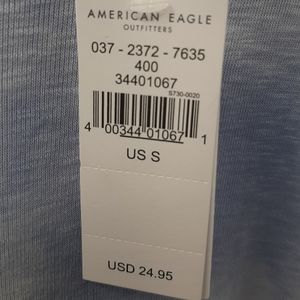 AMERICAN EAGLE
OUTFITTERS
037 - 2372 - 7635
400
34401067
S730-0020
4 00344 01067 1
US S
USD 24.95